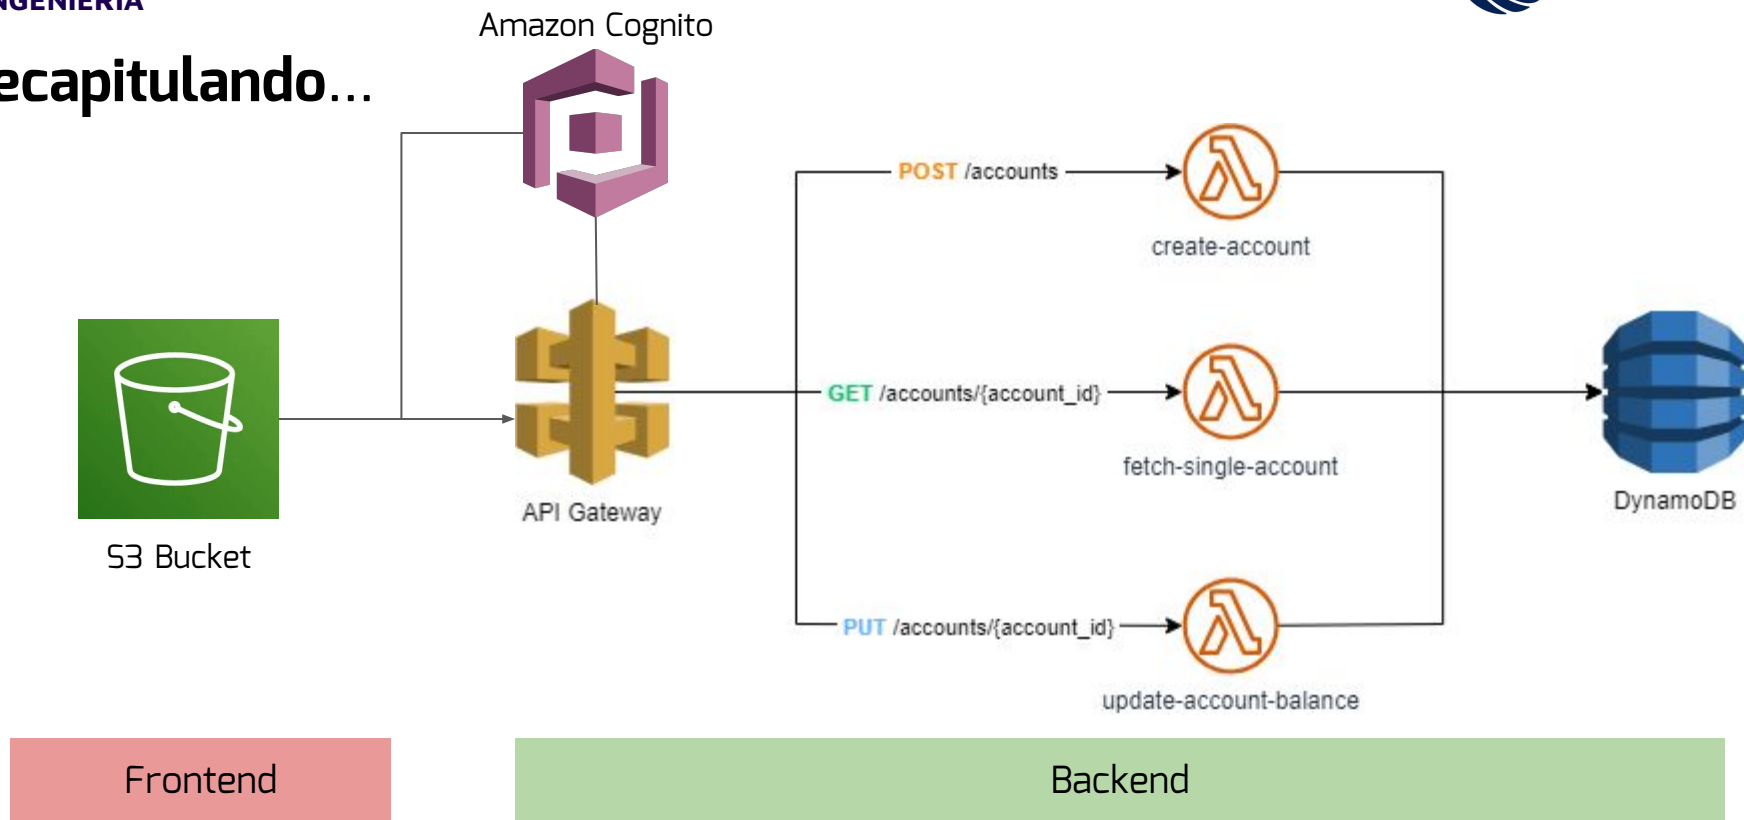 NGENIERÍA
ecapitulando...
Amazon Cognito
POST /accounts
create-account
GET /accounts/{account_id}
fetch-single-account
API Gateway
DynamoDB
S3 Bucket
PUT /accounts/{account_id}
update-account-balance
Frontend
Backend